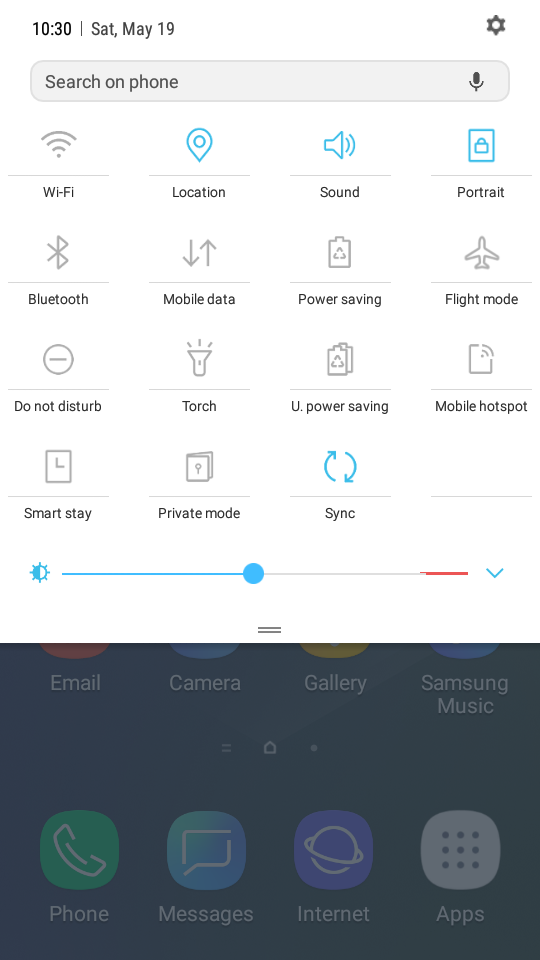 10:30 | Sat, May 19
Search on phone
Wi-Fi Location Sound Portrait
Bluetooth Mobile data Power saving Flight mode
Do not disturb Torch U. power saving Mobile hotspot
Smart stay Private mode Sync
Email Camera Gallery Samsung
Music
Phone Messages Internet Apps